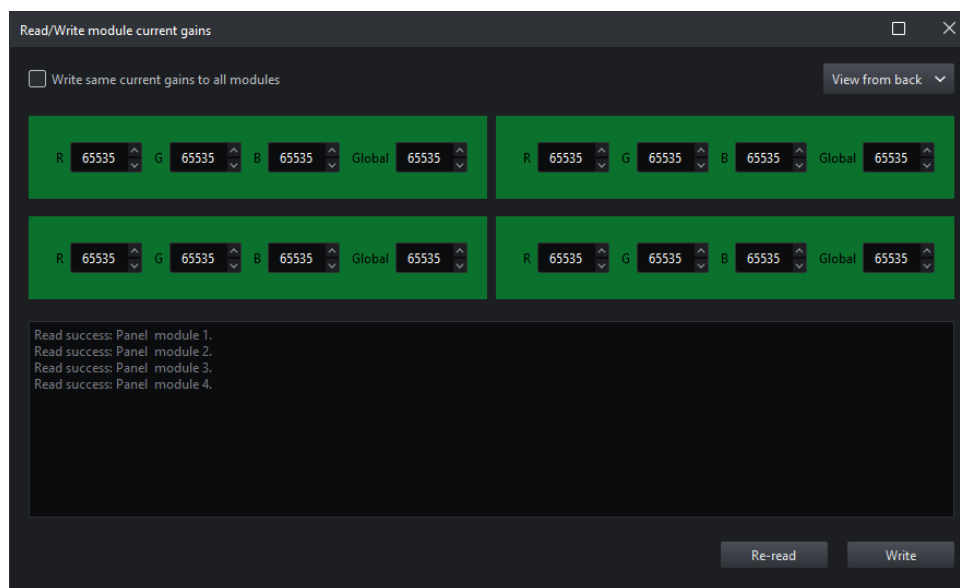 Read/Write module current gains
Write same current gains to all modules
View from back
R 65535 G 65535 B 65535 Global 65535
R 65535 G 65535 B 65535 Global 65535
R 65535 G 65535 B 65535 Global 65535
R 65535 G 65535 B 65535 Global 65535
Read success: Panel  module 1.
Read success: Panel  module 2.
Read success: Panel  module 3.
Read success: Panel  module 4.
Re-read
Write